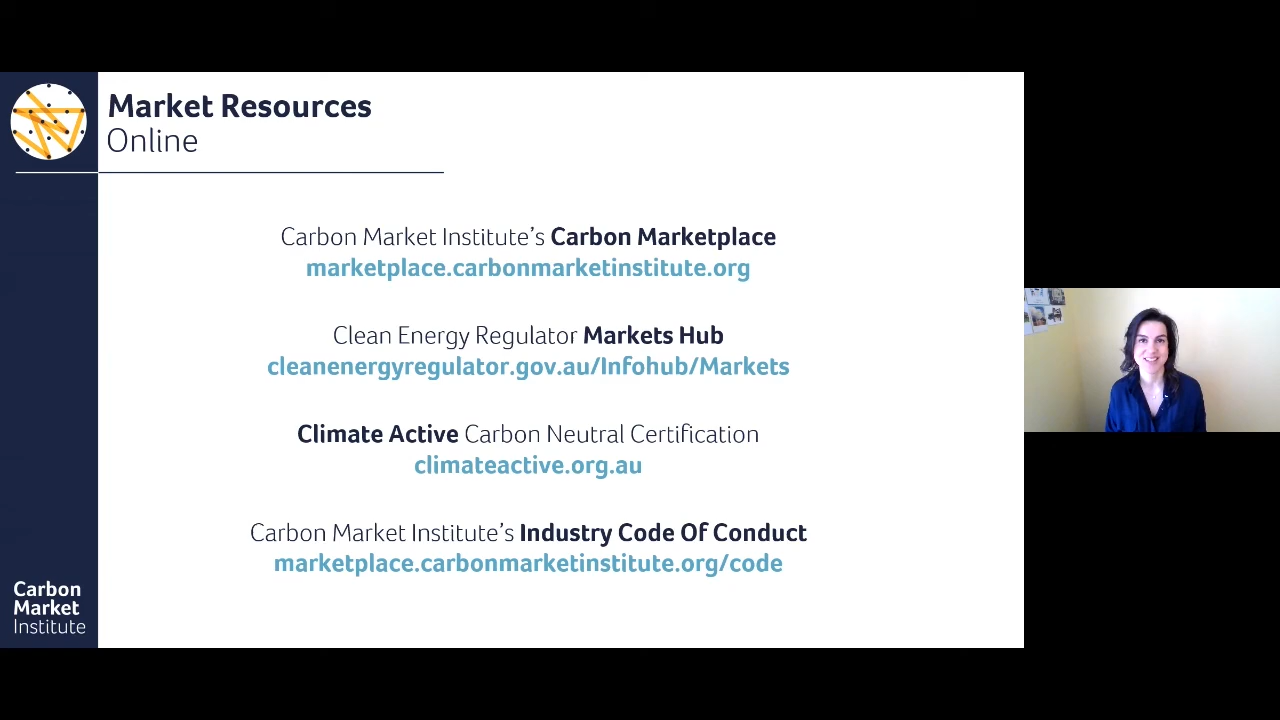 Market Resources
Online
Carbon Market Institute’s Carbon Marketplace
marketplace.carbonmarketinstitute.org
Clean Energy Regulator Markets Hub
cleanenergyregulator.gov.au/Infohub/Markets
Climate Active Carbon Neutral Certification
climateactive.org.au
Carbon Market Institute’s Industry Code Of Conduct
marketplace.carbonmarketinstitute.org/code
Carbon
Market
Institute